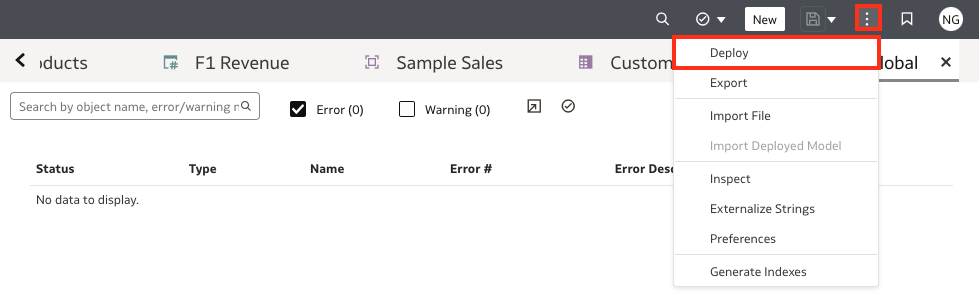 New
NG
oducts
F1 Revenue
Sample Sales
Custom
lobal
Deploy
Export
Import File
Import Deployed Model
Inspect
Externalize Strings
Preferences
Generate Indexes
Search by object name, error/warning n
Error (0)
Warning (0)
Status
Type
Name
Error #
Error Desc
No data to display.